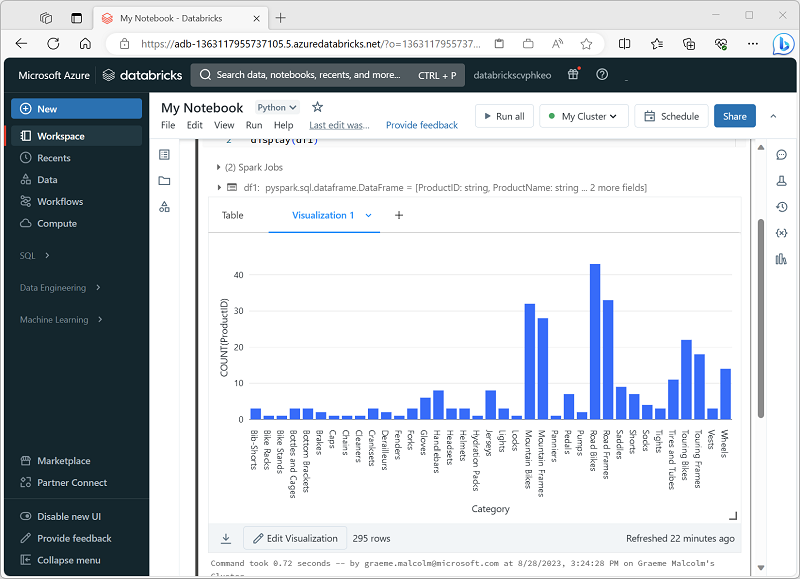 My Notebook - Databricks
https://adb-1363117955737105.5.azuredatabricks.net/?o=1363117955737...
Microsoft Azure databricks Search data, notebooks, recents, and more... CTRL + P databrickscvphkeo
New
Workspace
Recents
Data
Workflows
Compute
SQL
Data Engineering
Machine Learning
Marketplace
Partner Connect
Disable new UI
Provide feedback
Collapse menu
My Notebook Python
File Edit View Run Help Last edit wa... Provide feedback
Run all My Cluster Schedule Share
2 display(df1)
(2) Spark Jobs
df1: pyspark.sql.dataframe.DataFrame = [ProductID: string, ProductName: string ... 2 more fields]
Table Visualization 1 +
COUNT(ProductID)
40
30
20
10
0
Bib-Shorts
Bike Racks
Bike Stands
Bottles and Cages
Bottom Brackets
Brakes
Caps
Chains
Cleaners
Cranksets
Derailleurs
Fenders
Forks
Gloves
Handlebars
Headsets
Helmets
Hydration Packs
Jerseys
Lights
Locks
Mountain Bikes
Mountain Frames
Panniers
Pedals
Pumps
Road Bikes
Road Frames
Saddles
Shorts
Socks
Tights
Tires and Tubes
Touring Bikes
Touring Frames
Vests
Wheels
Category
Edit Visualization 295 rows Refreshed 22 minutes ago
Command took 0.72 seconds -- by graeme.malcolm@microsoft.com at 8/28/2023, 3:24:28 PM on Graeme Malcolm's
Cluster